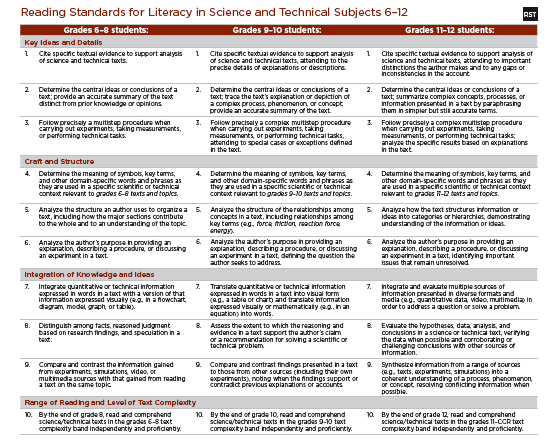 Reading Standards for Literacy in Science and Technical Subjects 6–12
RST
Grades 6–8 students:
Grades 9–10 students:
Grades 11–12 students:
Key Ideas and Details
1. Cite specific textual evidence to support analysis
of science and technical texts.
1. Cite specific textual evidence to support analysis
of science and technical texts, attending to the
precise details of explanations or descriptions.
1. Cite specific textual evidence to support analysis of
science and technical texts, attending to important
distinctions the author makes and to any gaps or
inconsistencies in the account.
2. Determine the central ideas or conclusions of a
text; provide an accurate summary of the text
distinct from prior knowledge or opinions.
2. Determine the central ideas or conclusions of a
text; trace the text's explanation or depiction
of a complex process, phenomenon, or concept;
provide an accurate summary of the text.
2. Determine the central ideas or conclusions of a
text; summarize complex concepts, processes, or
information presented in a text by paraphrasing
them in simpler but still accurate terms.
3. Follow precisely a multistep procedure when
carrying out experiments, taking measurements,
or performing technical tasks.
3. Follow precisely a complex multistep procedure
when carrying out experiments, taking
measurements, or performing technical tasks,
attending to special cases or exceptions defined
in the text.
3. Follow precisely a complex multistep procedure
when carrying out experiments, taking
measurements, or performing technical tasks;
analyze the specific results based on explanations
in the text.
Craft and Structure
4. Determine the meaning of symbols, key terms,
and other domain-specific words and phrases as
they are used in a specific scientific or technical
context relevant to grades 6–8 texts and topics.
4. Determine the meaning of symbols, key terms,
and other domain-specific words and phrases as
they are used in a specific scientific or technical
context relevant to grades 9–10 texts and topics.
4. Determine the meaning of symbols, key terms, and
other domain-specific words and phrases as they
are used in a specific scientific or technical context
relevant to grades 11–12 texts and topics.
5. Analyze the structure an author uses to organize a
text, including how the major sections contribute
to the whole and to an understanding of the topic.
5. Analyze the structure of the relationships among
concepts in a text, including relationships among
key terms (e.g., force, friction, reaction force,
energy).
5. Analyze how the text structures information or
ideas into categories or hierarchies, demonstrating
understanding of the information or ideas.
6. Analyze the author's purpose in providing an
explanation, describing a procedure, or discussing
an experiment in a text.
6. Analyze the author's purpose in providing an
explanation, describing a procedure, or discussing
an experiment in a text, defining the question the
author seeks to address.
6. Analyze the author's purpose in providing an
explanation, describing a procedure, or discussing
an experiment in a text, identifying important
issues that remain unresolved.
Integration of Knowledge and Ideas
7. Integrate quantitative or technical information
expressed in words in a text with a version of that
information expressed visually (e.g., in a flowchart,
diagram, model, graph, or table).
7. Translate quantitative or technical information
expressed in words in a text into visual form
(e.g., a table or chart) and translate information
expressed visually or mathematically (e.g., in an
equation) into words.
7. Integrate and evaluate multiple sources of
information presented in diverse formats and
media (e.g., quantitative data, video, multimedia) in
order to address a question or solve a problem.
8. Distinguish among facts, reasoned judgment
based on research findings, and speculation in a
text.
8. Assess the extent to which the reasoning and
evidence in a text support the author's claim
or a recommendation for solving a scientific or
technical problem.
8. Evaluate the hypotheses, data, analysis, and
conclusions in a science or technical text, verifying
the data when possible and corroborating or
challenging conclusions with other sources of
information.
9. Compare and contrast the information gained
from experiments, simulations, video, or
multimedia sources with that gained from reading
a text on the same topic.
9. Compare and contrast findings presented in a text
to those from other sources (including their own
experiments), noting when the findings support or
contradict previous explanations or accounts.
9. Synthesize information from a range of sources
(e.g., texts, experiments, simulations) into a
coherent understanding of a process, phenomenon,
or concept, resolving conflicting information when
possible.
Range of Reading and Level of Text Complexity
10. By the end of grade 8, read and comprehend
science/technical texts in the grades 6–8 text
complexity band independently and proficiently.
10. By the end of grade 10, read and comprehend
science/technical texts in the grades 9–10 text
complexity band independently and proficiently.
10. By the end of grade 12, read and comprehend
science/technical texts in the grades 11–CCR text
complexity band independently and proficiently.